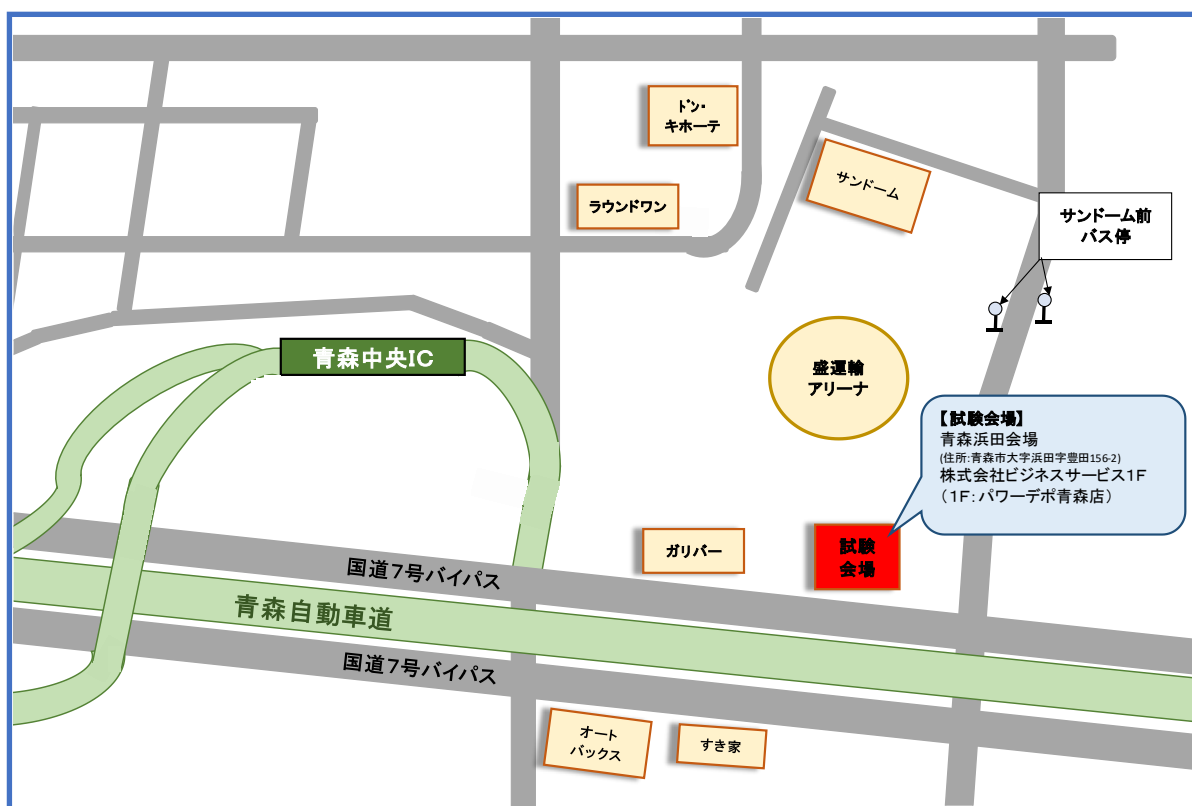 ドン・
キホーテ
サンドーム
ラウンドワン
サンドーム前
バス停
青森中央IC
盛運輸
アリーナ
【試験会場】
青森浜田会場
(住所:青森市大字浜田字豊田156-2)
株式会社ビジネスサービス1F
（1F:パワーデポ青森店）
ガリバー
試験
会場
国道7号バイパス
青森自動車道
国道7号バイパス
オート
バックス
すき家